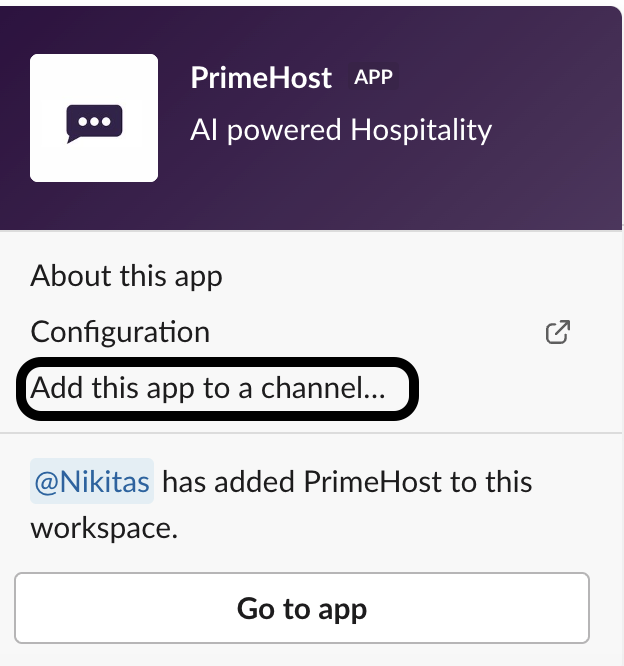 PrimeHost APP
AI powered Hospitality
About this app
Configuration
Add this app to a channel...
@Nikitas has added PrimeHost to this
workspace.
Go to app